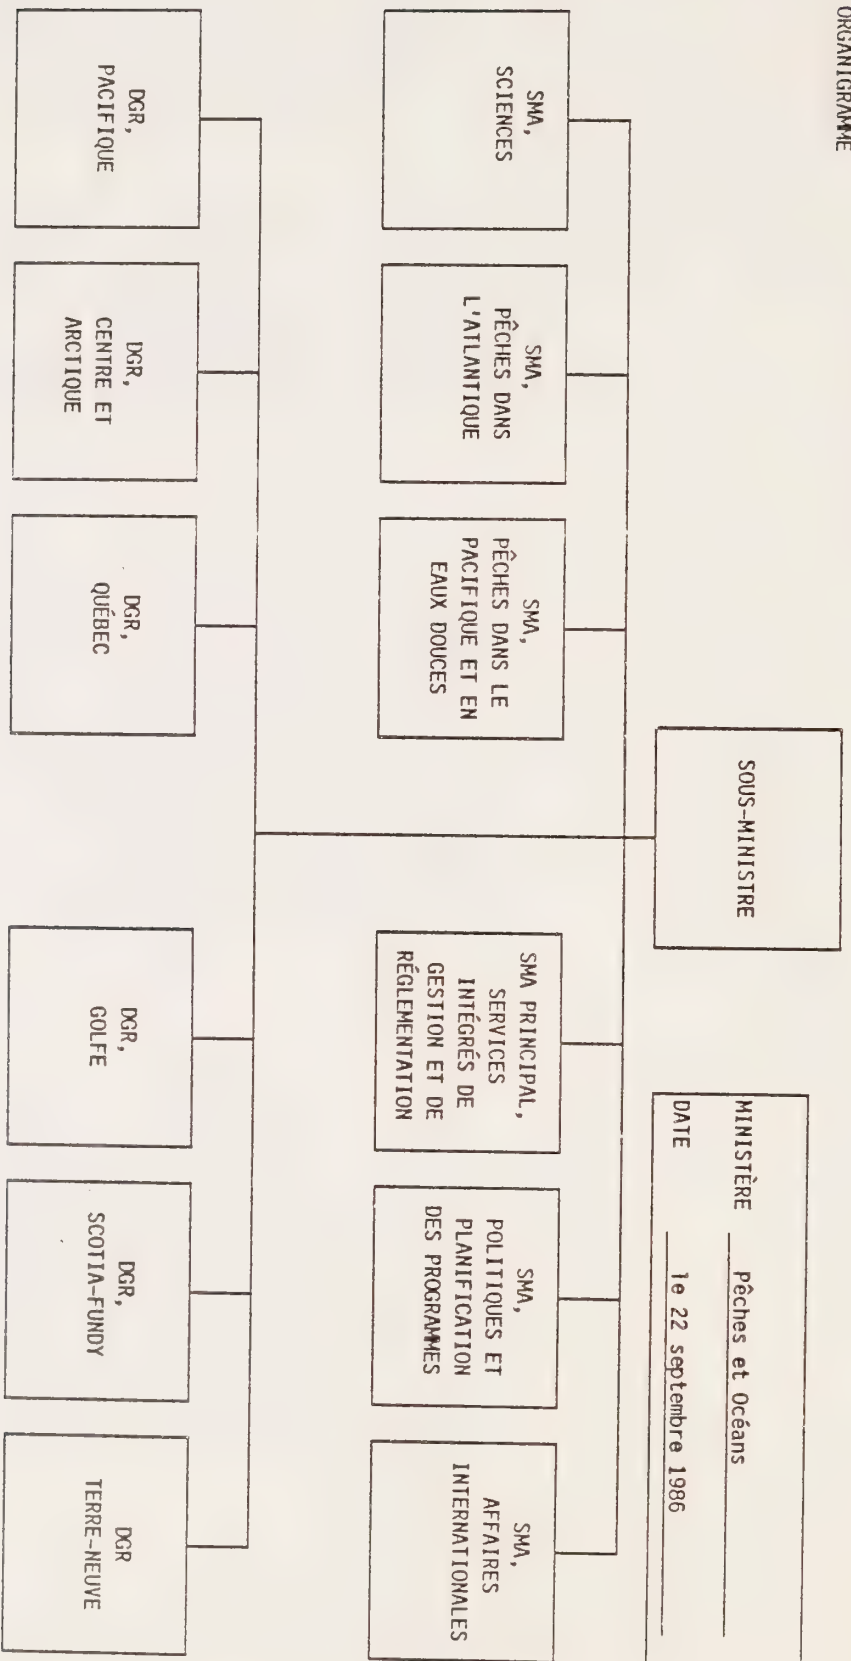 ORGANIGRAMME
MINISTÈRE Pêches et Océans
DATE le 22 septembre 1986
SOUS-MINISTRE
SMA,
SCIENCES
SMA,
PÊCHES DANS
L'ATLANTIQUE
SMA,
PÊCHES DANS LE
PACIFIQUE ET EN
EAUX DOUCES
SMA PRINCIPAL,
SERVICES
INTÉGRÉS DE
GESTION ET DE
RÉGLEMENTATION
SMA,
POLITIQUES ET
PLANIFICATION
DES PROGRAMMES
SMA,
AFFAIRES
INTERNATIONALES
DGR,
PACIFIQUE
DGR,
CENTRE ET
ARCTIQUE
DGR,
QUÉBEC
DGR,
GOLFE
DGR,
SCOTIA-FUNDY
DGR
TERRE-NEUVE